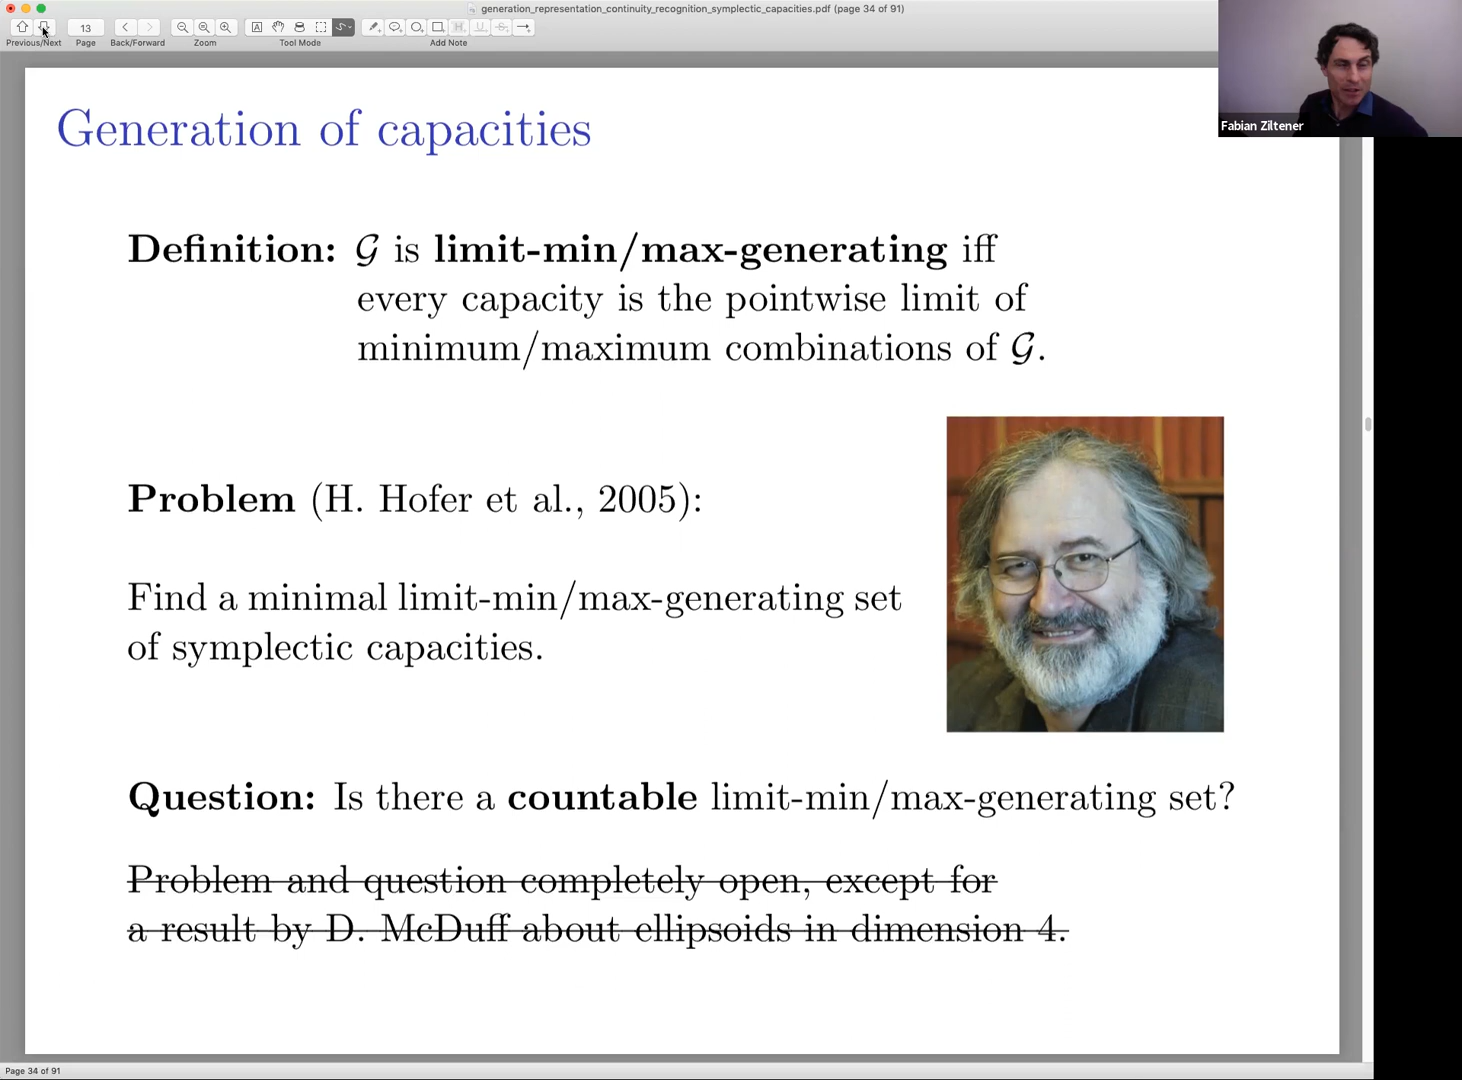 generation_representation_continuity_recognition_symplectic_capacities.pdf (page 34 of 91)
13
Previous/Next Page Back/Forward Zoom Tool Mode Add Note
Fabian Ziltener
Generation of capacities
Definition: 𝒢 is limit-min/max-generating iff
every capacity is the pointwise limit of
minimum/maximum combinations of 𝒢.
Problem (H. Hofer et al., 2005):
Find a minimal limit-min/max-generating set
of symplectic capacities.
Question: Is there a countable limit-min/max-generating set?
Problem and question completely open, except for
a result by D. McDuff about ellipsoids in dimension 4.
Page 34 of 91